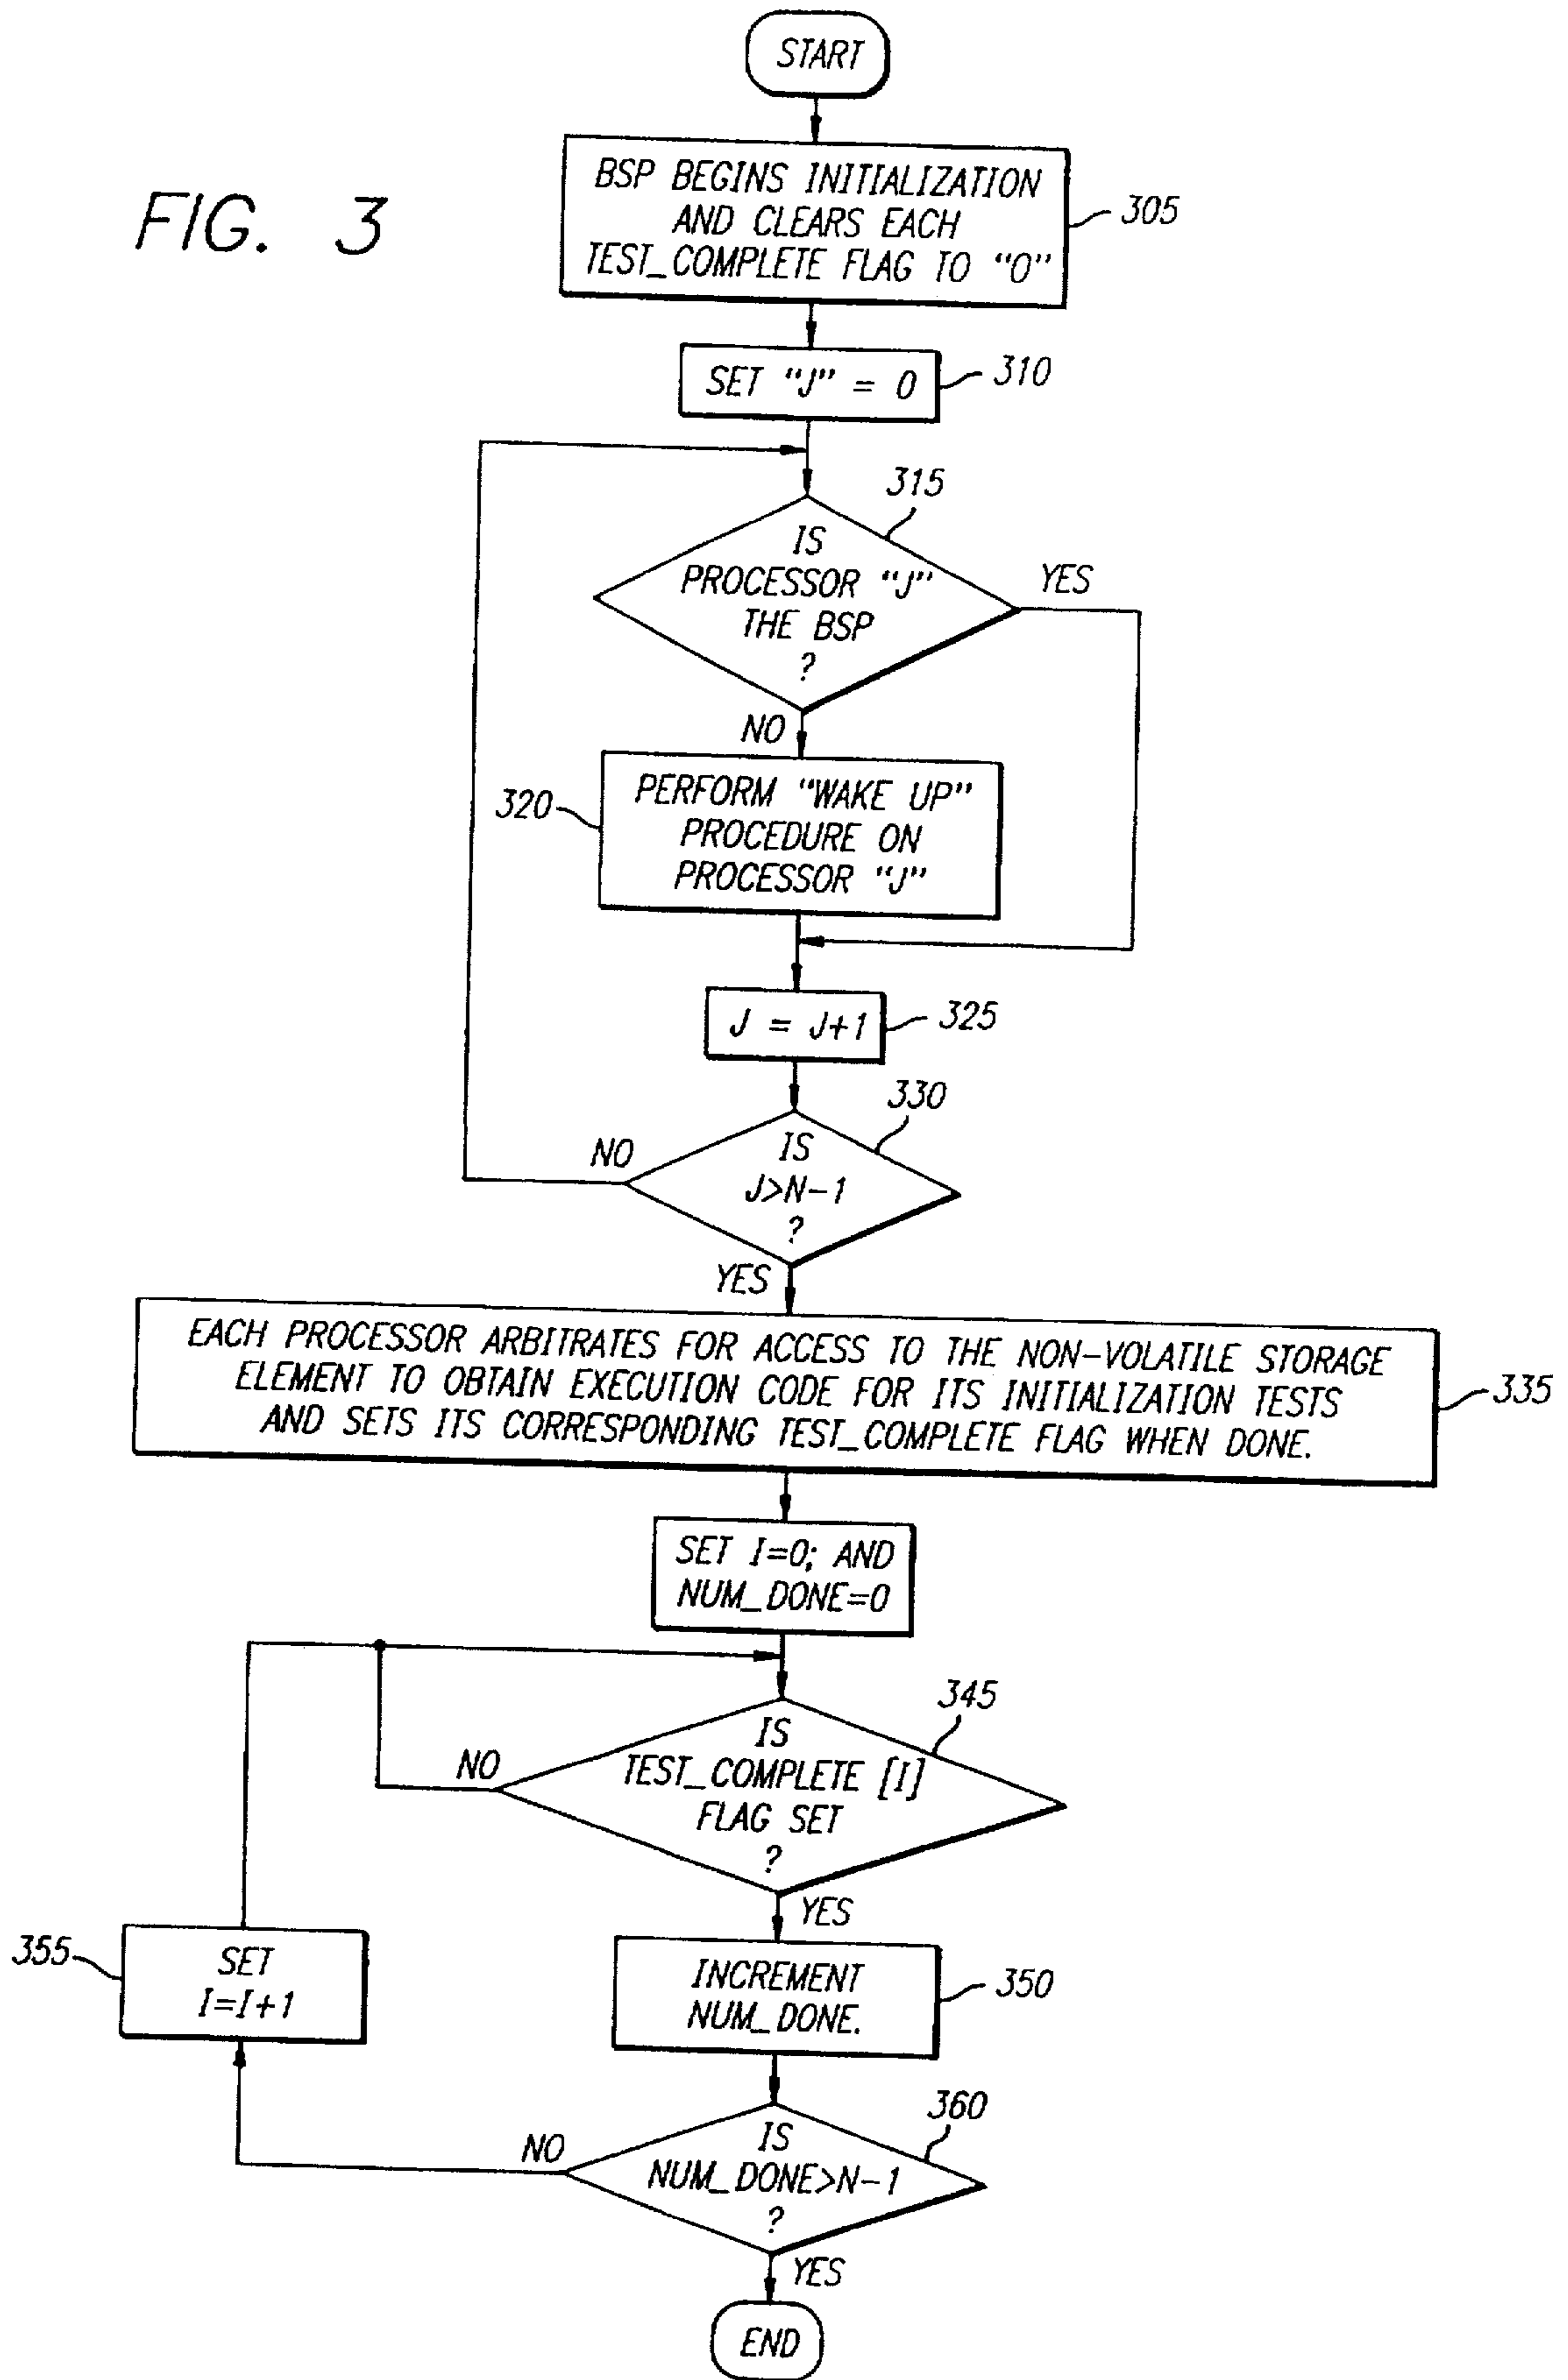 START
FIG. 3
BSP BEGINS INITIALIZATION
AND CLEARS EACH
TEST_COMPLETE FLAG TO "0"
305
SET "J" = 0
310
315
IS
PROCESSOR "J"
THE BSP
?
YES
NO
320
PERFORM "WAKE UP"
PROCEDURE ON
PROCESSOR "J"
J = J+1
325
330
IS
J>N-1
?
NO
YES
EACH PROCESSOR ARBITRATES FOR ACCESS TO THE NON-VOLATILE STORAGE
ELEMENT TO OBTAIN EXECUTION CODE FOR ITS INITIALIZATION TESTS
AND SETS ITS CORRESPONDING TEST_COMPLETE FLAG WHEN DONE.
335
SET I=0; AND
NUM_DONE=0
345
IS
TEST_COMPLETE [I]
FLAG SET
?
NO
YES
355
SET
I=I+1
INCREMENT
NUM_DONE.
350
360
IS
NUM_DONE>N-1
?
NO
YES
END